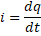 i = dq/dt